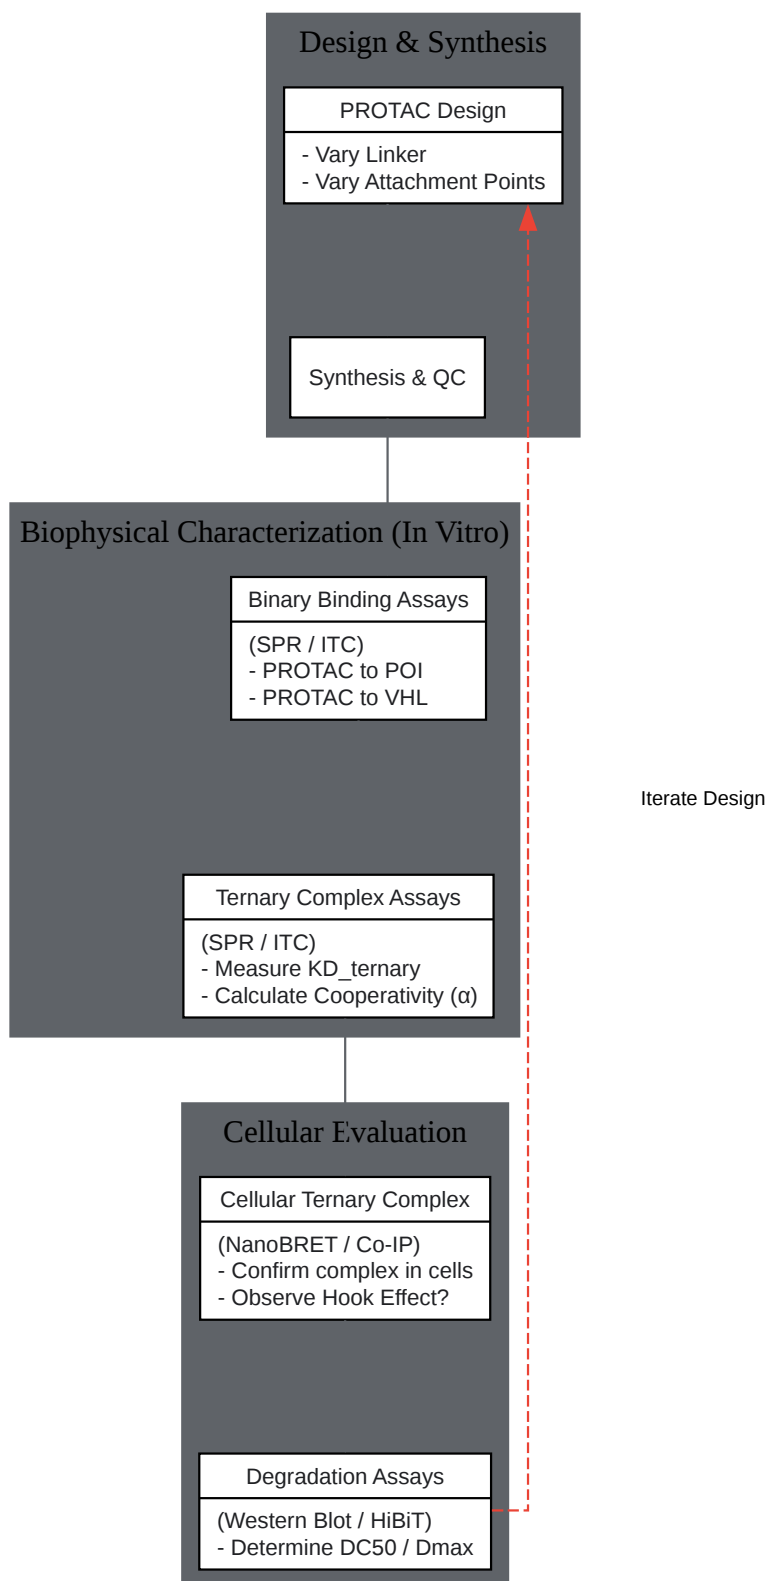 Design & Synthesis
PROTAC Design
- Vary Linker
- Vary Attachment Points
Synthesis & QC
Biophysical Characterization (In Vitro)
Binary Binding Assays
(SPR / ITC)
- PROTAC to POI
- PROTAC to VHL
Iterate Design
Ternary Complex Assays
(SPR / ITC)
- Measure KD_ternary
- Calculate Cooperativity (α)
Cellular Evaluation
Cellular Ternary Complex
(NanoBRET / Co-IP)
- Confirm complex in cells
- Observe Hook Effect?
Degradation Assays
(Western Blot / HiBiT)
- Determine DC50 / Dmax